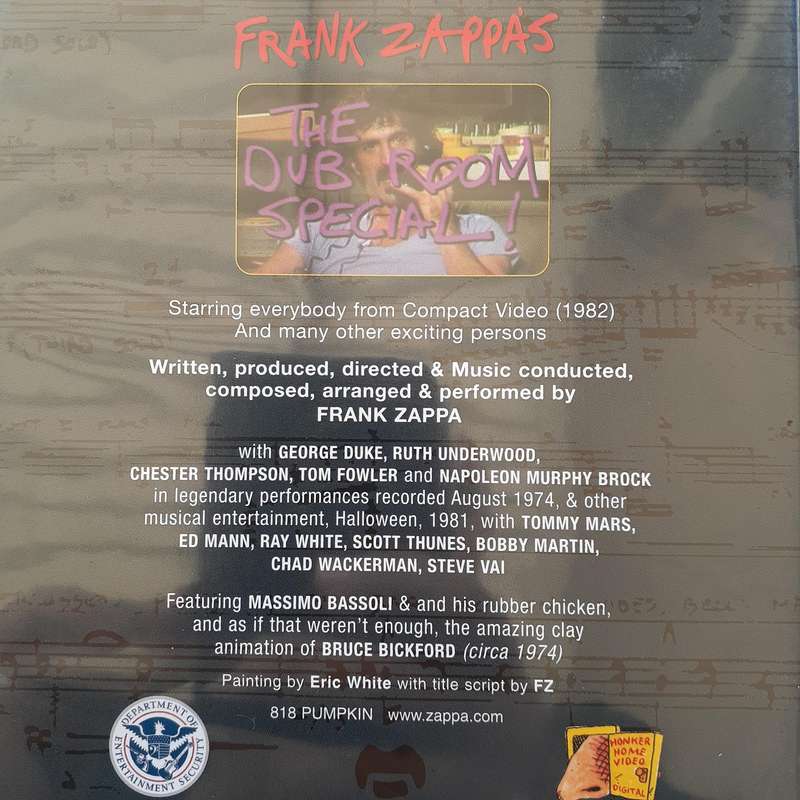 FRANK ZAPPA'S
THE
DUB ROOM
SPECIAL!
Starring everybody from Compact Video (1982)
And many other exciting persons
Written, produced, directed & Music conducted,
composed, arranged & performed by
FRANK ZAPPA
with GEORGE DUKE, RUTH UNDERWOOD,
CHESTER THOMPSON, TOM FOWLER and NAPOLEON MURPHY BROCK
in legendary performances recorded August 1974, & other
musical entertainment, Halloween, 1981, with TOMMY MARS,
ED MANN, RAY WHITE, SCOTT THUNES, BOBBY MARTIN,
CHAD WACKERMAN, STEVE VAI
Featuring MASSIMO BASSOLI & and his rubber chicken,
and as if that weren't enough, the amazing clay
animation of BRUCE BICKFORD (circa 1974)
Painting by Eric White with title script by FZ
818 PUMPKIN www.zappa.com
DEPARTMENT OF
ENTERTAINMENT SECURITY
HONKER
HOME
VIDEO
DIGITAL